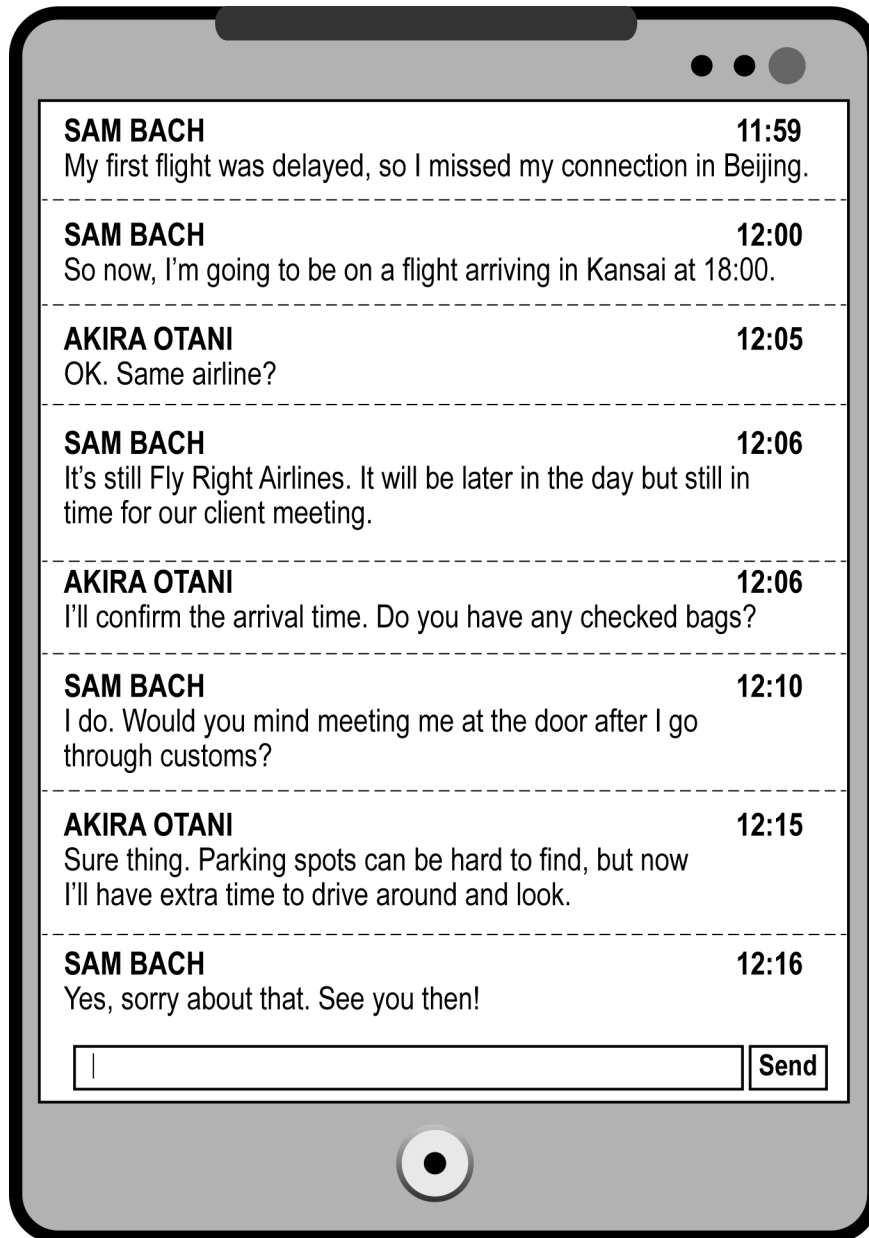 SAM BACH 11:59
My first flight was delayed, so I missed my connection in Beijing.
SAM BACH 12:00
So now, I'm going to be on a flight arriving in Kansai at 18:00.
AKIRA OTANI 12:05
OK. Same airline?
SAM BACH 12:06
It's still Fly Right Airlines. It will be later in the day but still in
time for our client meeting.
AKIRA OTANI 12:06
I'll confirm the arrival time. Do you have any checked bags?
SAM BACH 12:10
I do. Would you mind meeting me at the door after I go
through customs?
AKIRA OTANI 12:15
Sure thing. Parking spots can be hard to find, but now
I'll have extra time to drive around and look.
SAM BACH 12:16
Yes, sorry about that. See you then!
Send